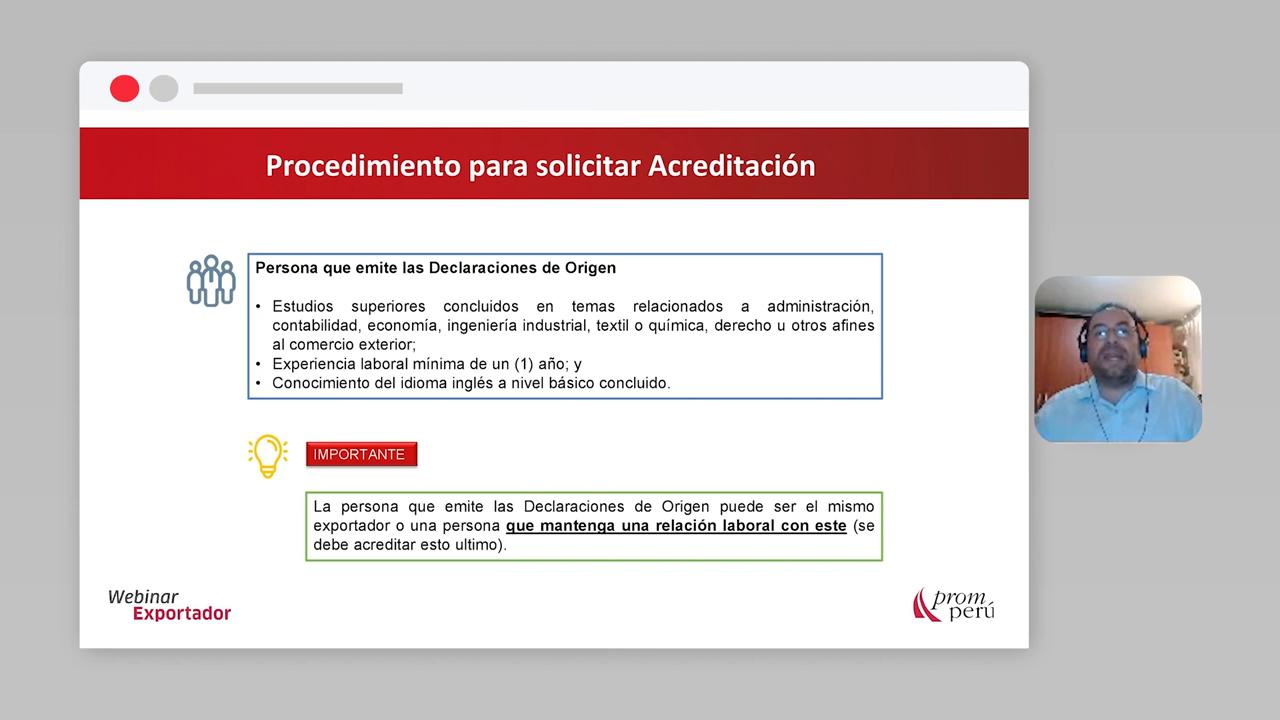 Procedimiento para solicitar Acreditación
Persona que emite las Declaraciones de Origen
• Estudios superiores concluidos en temas relacionados a administración,
contabilidad, economía, ingeniería industrial, textil o química, derecho u otros afines
al comercio exterior;
• Experiencia laboral mínima de un (1) año; y
• Conocimiento del idioma inglés a nivel básico concluido.
IMPORTANTE
La persona que emite las Declaraciones de Origen puede ser el mismo
exportador o una persona que mantenga una relación laboral con este (se
debe acreditar esto ultimo).
Webinar
Exportador
prom
perú